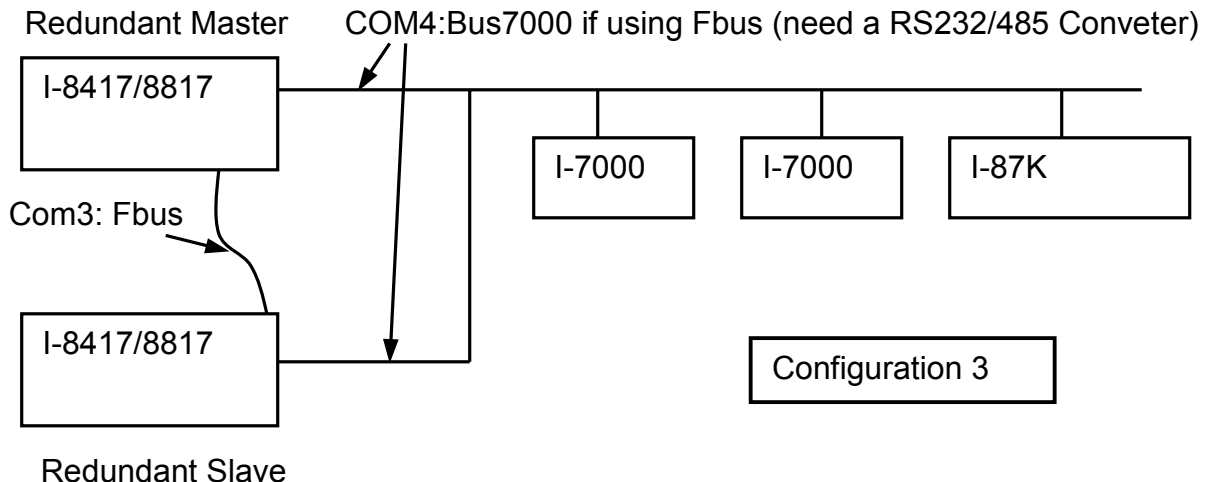 Redundant Master
COM4:Bus7000 if using Fbus (need a RS232/485 Conveter)
I-8417/8817
I-7000
I-7000
I-87K
Com3: Fbus
I-8417/8817
Configuration 3
Redundant Slave